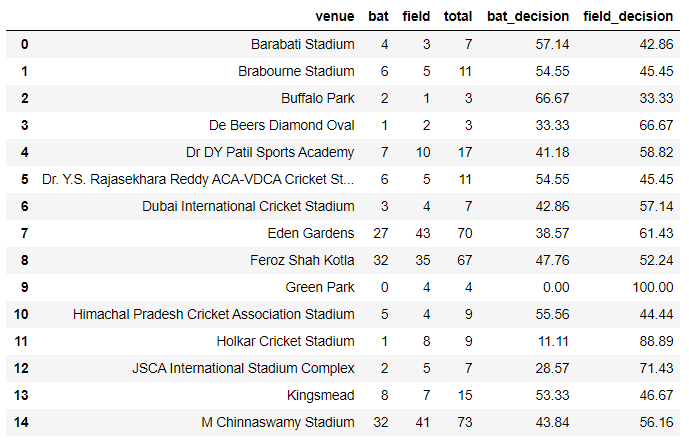 venue bat field total bat_decision field_decision
0 Barabati Stadium 4 3 7 57.14 42.86
1 Brabourne Stadium 6 5 11 54.55 45.45
2 Buffalo Park 2 1 3 66.67 33.33
3 De Beers Diamond Oval 1 2 3 33.33 66.67
4 Dr DY Patil Sports Academy 7 10 17 41.18 58.82
5 Dr. Y.S. Rajasekhara Reddy ACA-VDCA Cricket St... 6 5 11 54.55 45.45
6 Dubai International Cricket Stadium 3 4 7 42.86 57.14
7 Eden Gardens 27 43 70 38.57 61.43
8 Feroz Shah Kotla 32 35 67 47.76 52.24
9 Green Park 0 4 4 0.00 100.00
10 Himachal Pradesh Cricket Association Stadium 5 4 9 55.56 44.44
11 Holkar Cricket Stadium 1 8 9 11.11 88.89
12 JSCA International Stadium Complex 2 5 7 28.57 71.43
13 Kingsmead 8 7 15 53.33 46.67
14 M Chinnaswamy Stadium 32 41 73 43.84 56.16